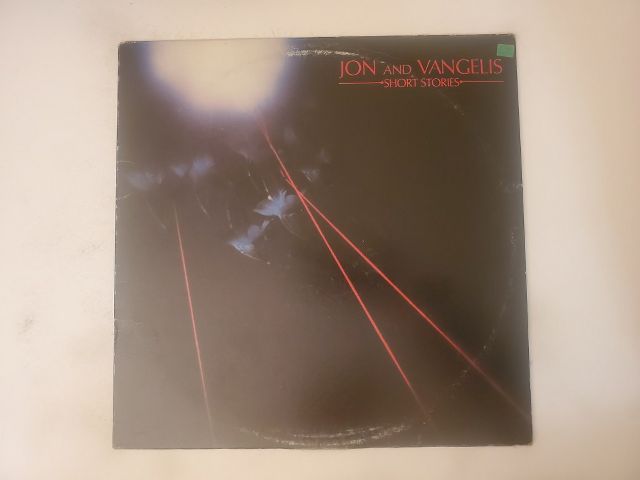 JON AND VANGELIS
SHORT STORIES